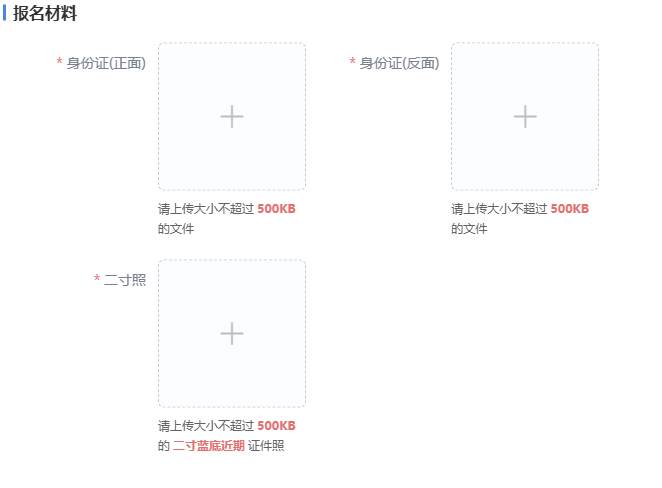 报名材料
* 身份证(正面)
* 身份证(反面)
请上传大小不超过 500KB
的文件
请上传大小不超过 500KB
的文件
* 二寸照
请上传大小不超过 500KB
的 二寸蓝底近期 证件照